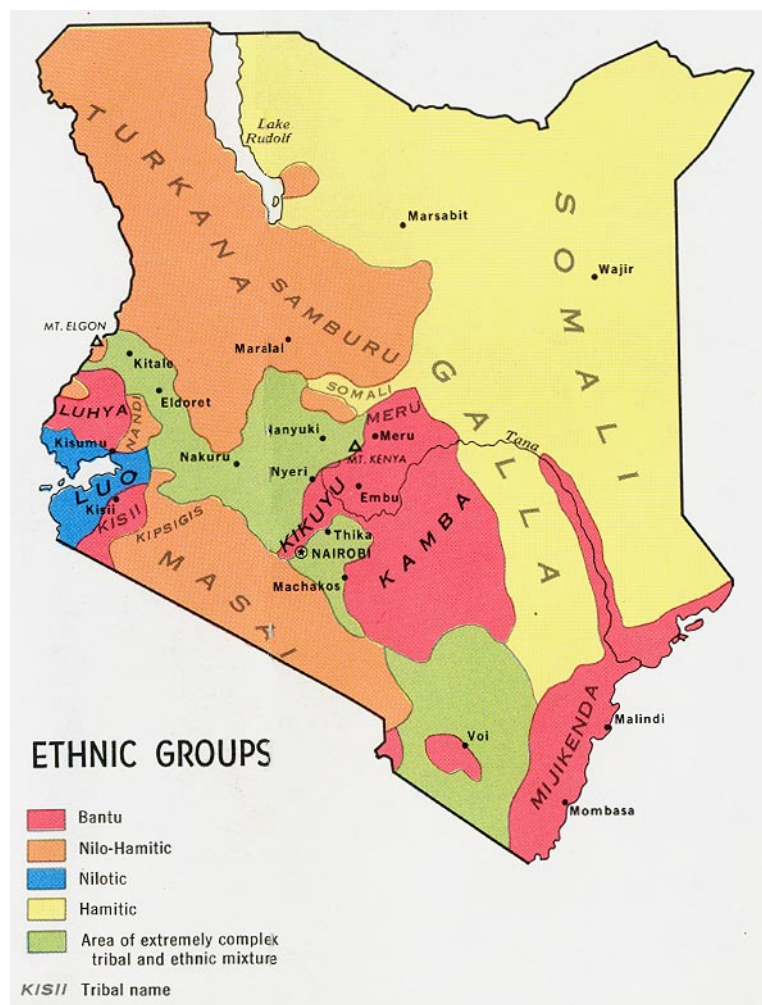 Lake
Rudolf
TURKANA
SOMALI
Marsabit
Wajir
SAMBURU
MT. ELGON
Maralal
Kitale
GALLA
SOMALI
Eldoret
LUHYA
NANDI
MERU
Kisumu
Nanyuki
Meru
Tana
MT. KENYA
Nakuru
Nyeri
LUO
Embu
Kisii
KISII
KIKUYU
KAMBA
KIPSIGIS
Thika
NAIROBI
MASAI
Machakos
MIJIKENDA
Malindi
Voi
Mombasa
ETHNIC GROUPS
Bantu
Nilo-Hamitic
Nilotic
Hamitic
Area of extremely complex
tribal and ethnic mixture
KISII Tribal name